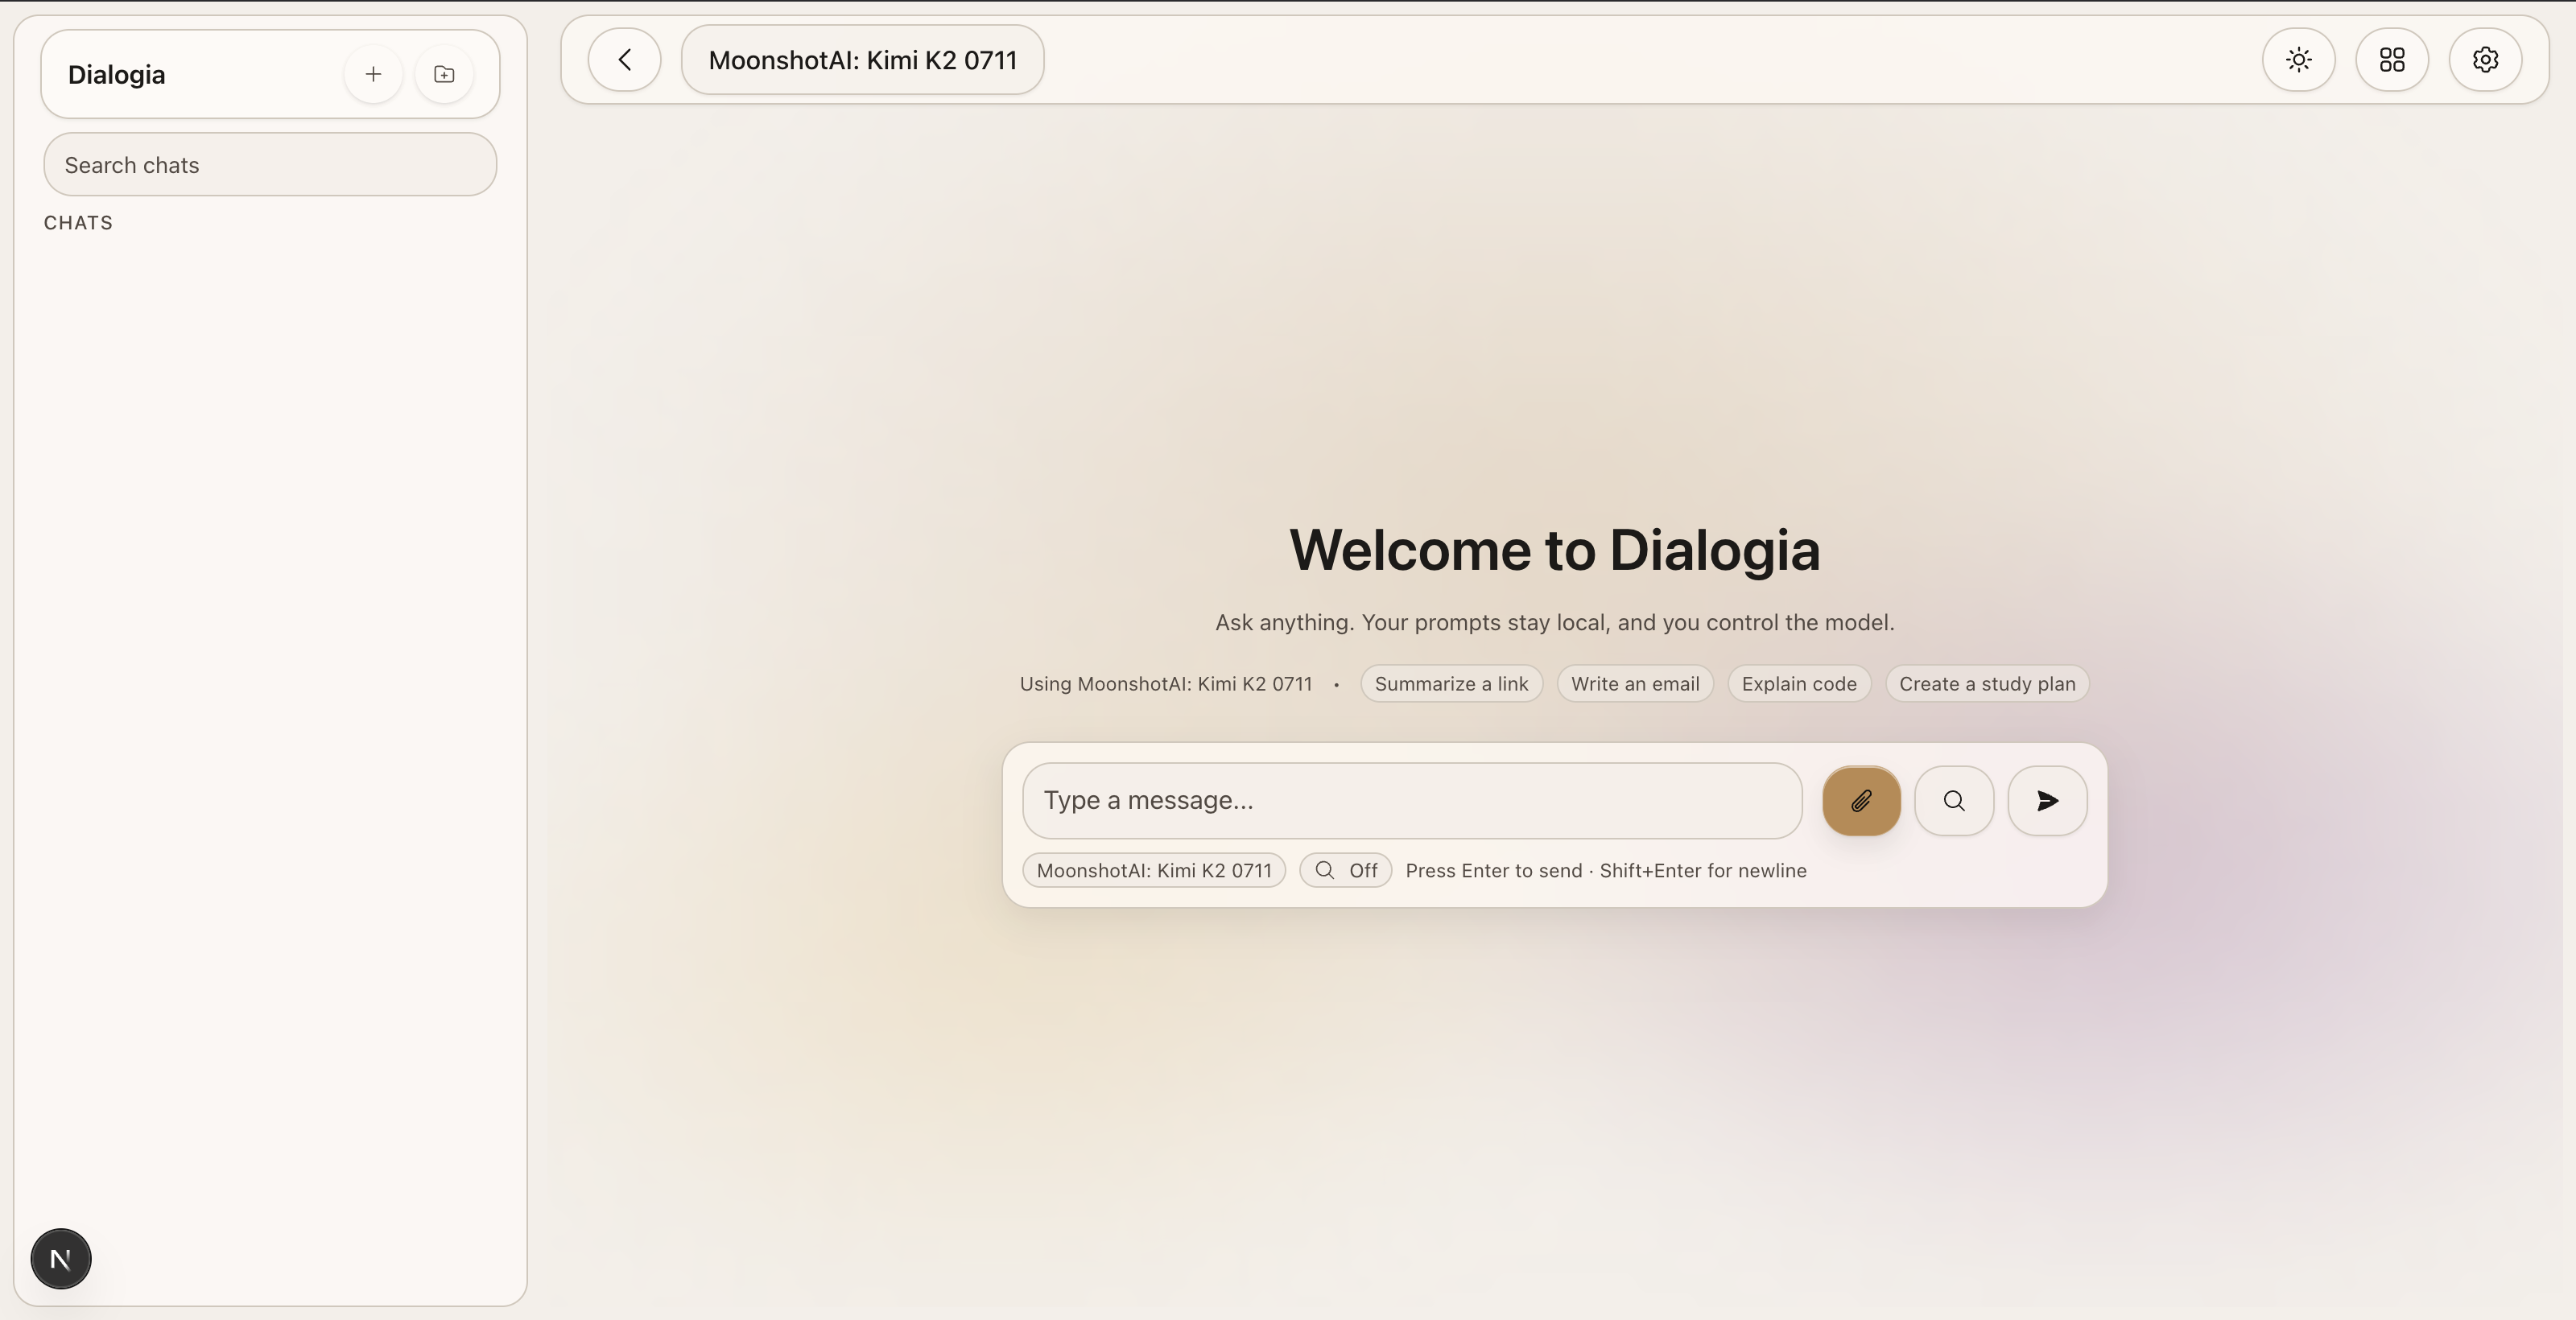 Dialogia
Search chats
CHATS
N
MoonshotAI: Kimi K2 0711
Welcome to Dialogia
Ask anything. Your prompts stay local, and you control the model.
Using MoonshotAI: Kimi K2 0711 • Summarize a link Write an email Explain code Create a study plan
Type a message...
MoonshotAI: Kimi K2 0711 Off Press Enter to send · Shift+Enter for newline